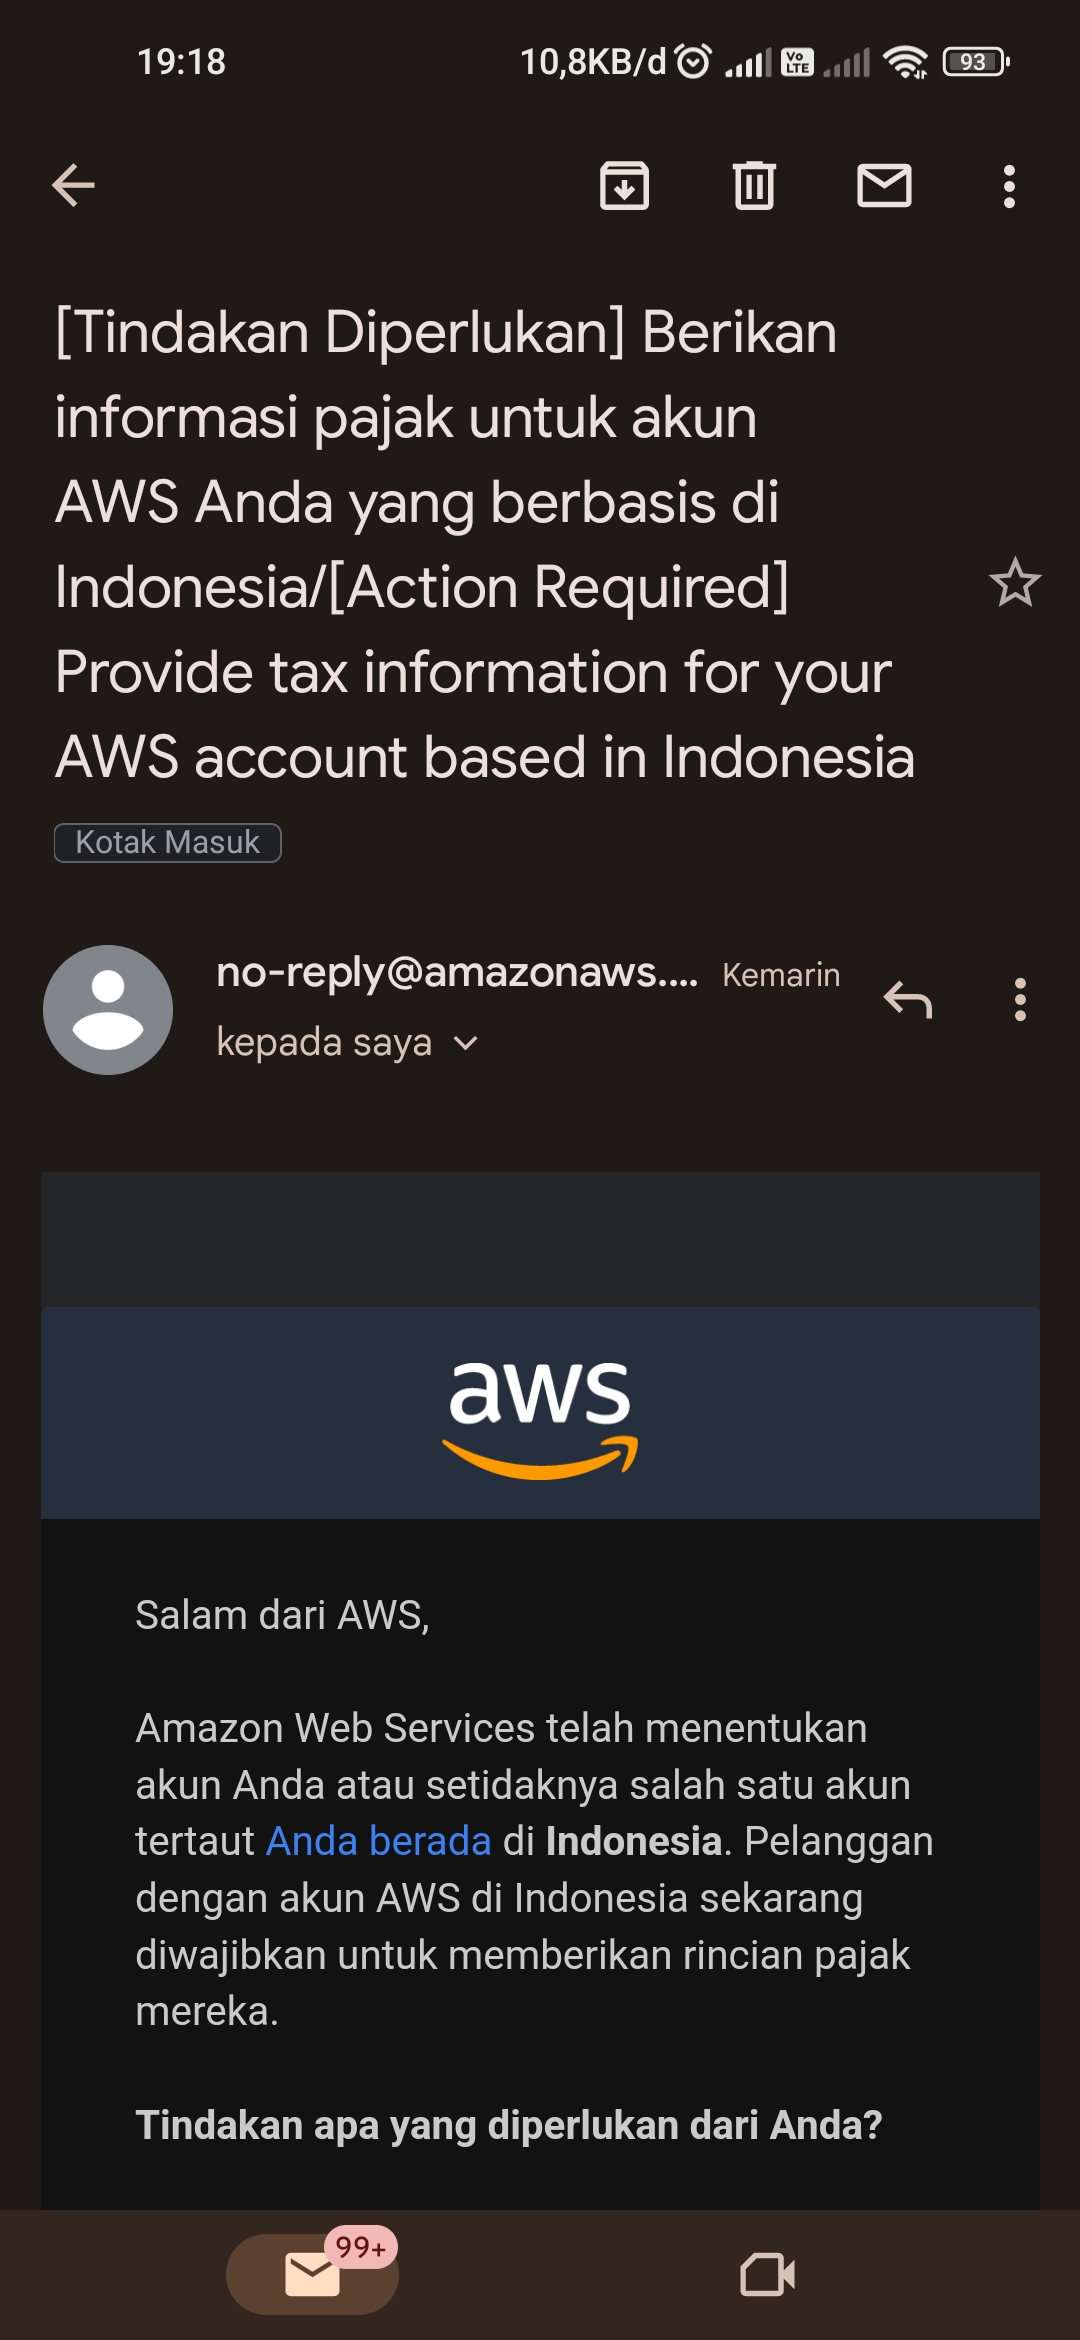 19:18
10,8KB/d
Vo LTE
93
[Tindakan Diperlukan] Berikan
informasi pajak untuk akun
AWS Anda yang berbasis di
Indonesia/[Action Required]
Provide tax information for your
AWS account based in Indonesia
Kotak Masuk
no-reply@amazonaws....
Kemarin
kepada saya
aws
Salam dari AWS,
Amazon Web Services telah menentukan
akun Anda atau setidaknya salah satu akun
tertaut Anda berada di Indonesia. Pelanggan
dengan akun AWS di Indonesia sekarang
diwajibkan untuk memberikan rincian pajak
mereka.
Tindakan apa yang diperlukan dari Anda?
99+